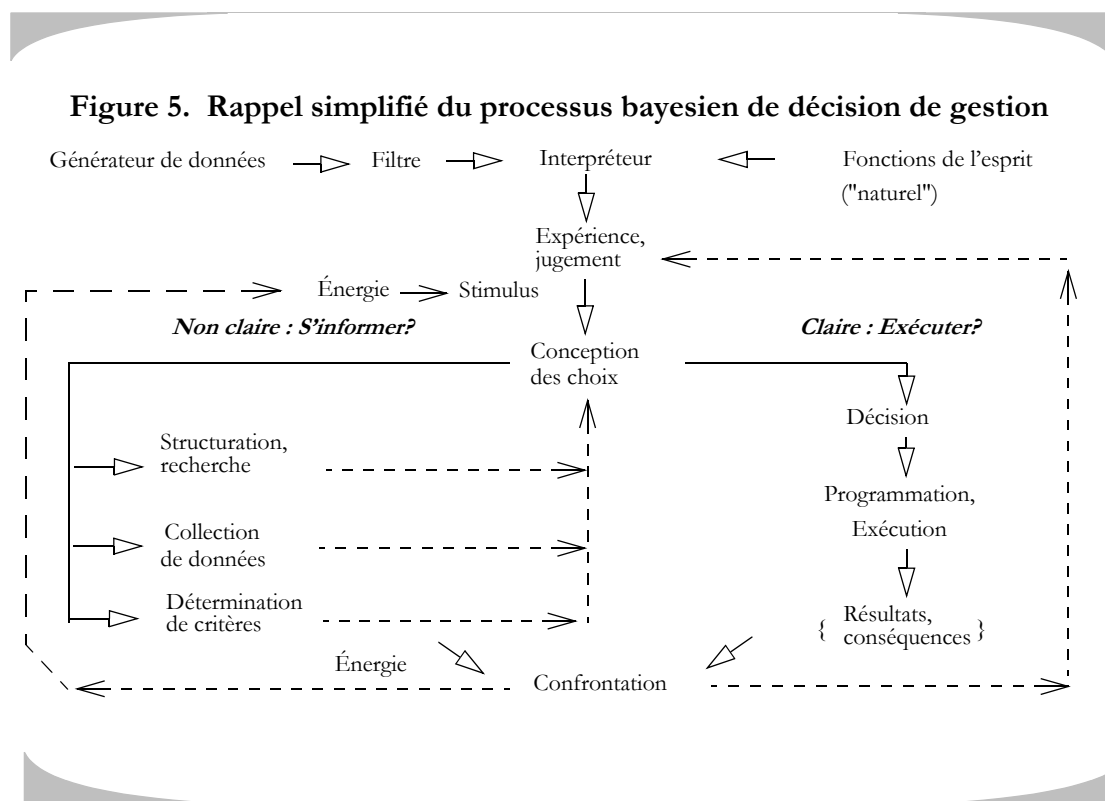 Figure 5. Rappel simplifié du processus bayesien de décision de gestion
Générateur de données
Filtre
Interpréteur
Fonctions de l'esprit
("naturel")
Expérience,
jugement
Énergie
Stimulus
Non claire : S'informer?
Claire : Exécuter?
Conception
des choix
Structuration,
recherche
Collection
de données
Détermination
de critères
Décision
Programmation,
Exécution
{ Résultats,
conséquences }
Énergie
Confrontation